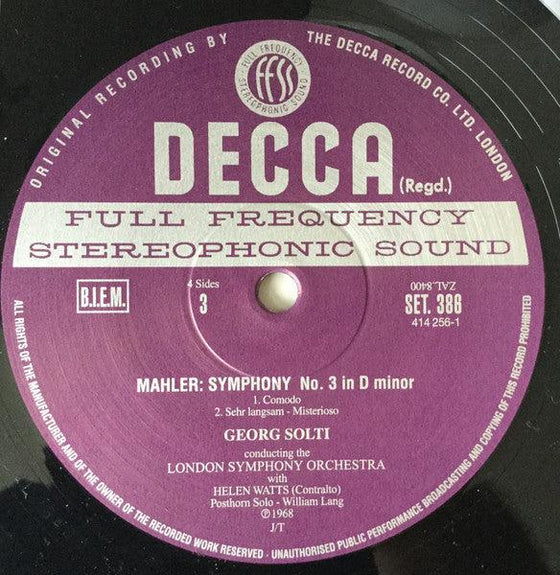 ORIGINAL RECORDING BY
THE DECCA RECORD CO. LTD. LONDON
FULL FREQUENCY
ffss
STEREOPHONIC SOUND
DECCA (Regd.)
FULL FREQUENCY
STEREOPHONIC SOUND
B.I.E.M.
4 Sides
3
ZAL.8400
SET. 386
414 256-1
MAHLER: SYMPHONY No. 3 in D minor
1. Comodo
2. Sehr langsam - Misterioso
GEORG SOLTI
conducting the
LONDON SYMPHONY ORCHESTRA
with
HELEN WATTS (Contralto)
Posthorn Solo - William Lang
℗1968
J/T
ALL RIGHTS OF THE MANUFACTURER AND OF THE OWNER OF THE RECORDED WORK RESERVED · UNAUTHORISED PUBLIC PERFORMANCE BROADCASTING AND COPYING OF THIS RECORD PROHIBITED